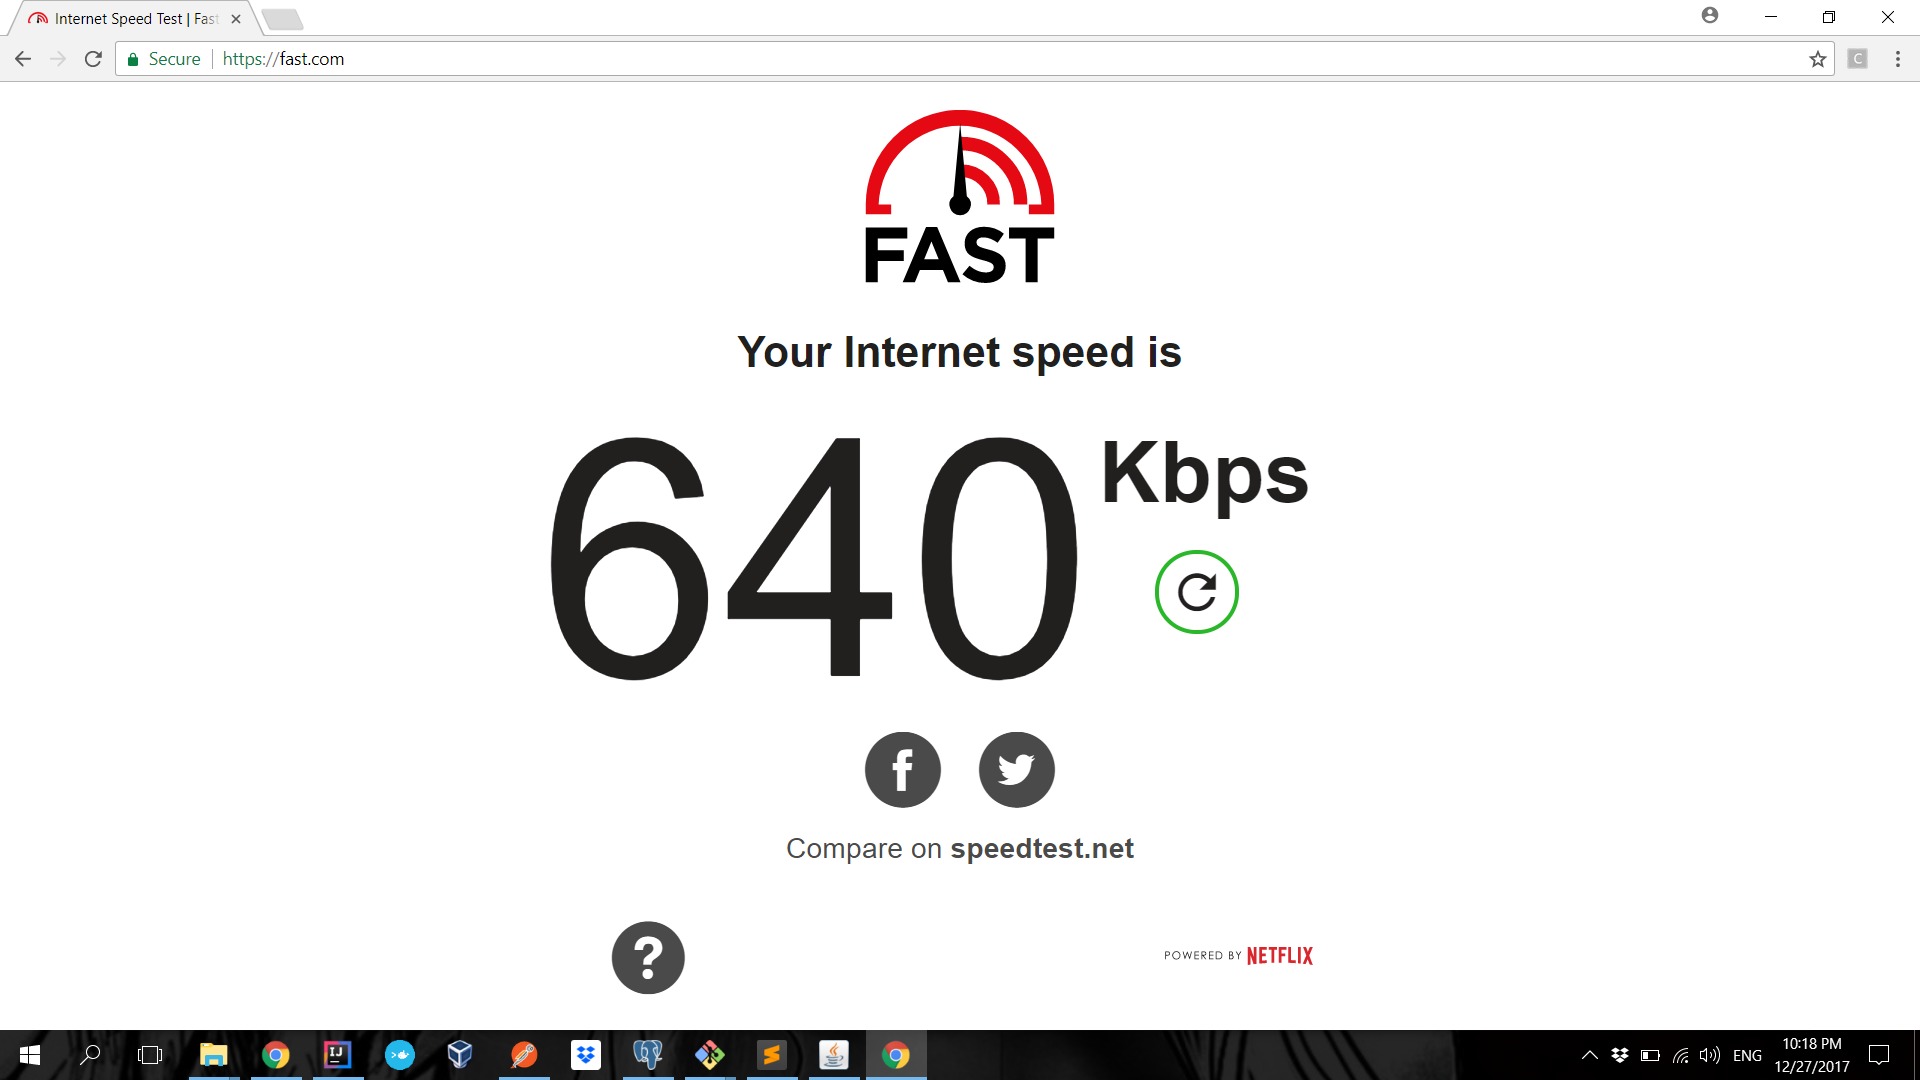 Internet Speed Test | Fast
Secure
https://fast.com
C
FAST
Your Internet speed is
640 Kbps
f
Compare on speedtest.net
?
POWERED BY NETFLIX
IJ
ENG
10:18 PM
12/27/2017